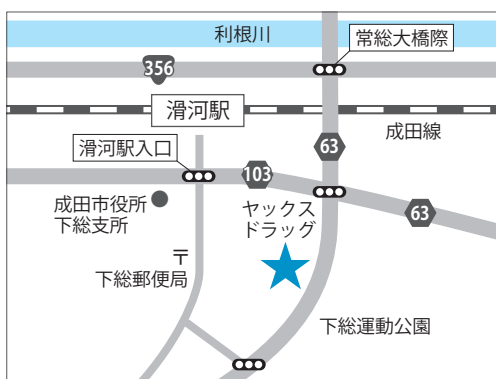 利根川
常総大橋際
356
滑河駅
成田線
滑河駅入口
63
103
成田市役所
下総支所
ヤックス
ドラッグ
63
〒
下総郵便局
下総運動公園